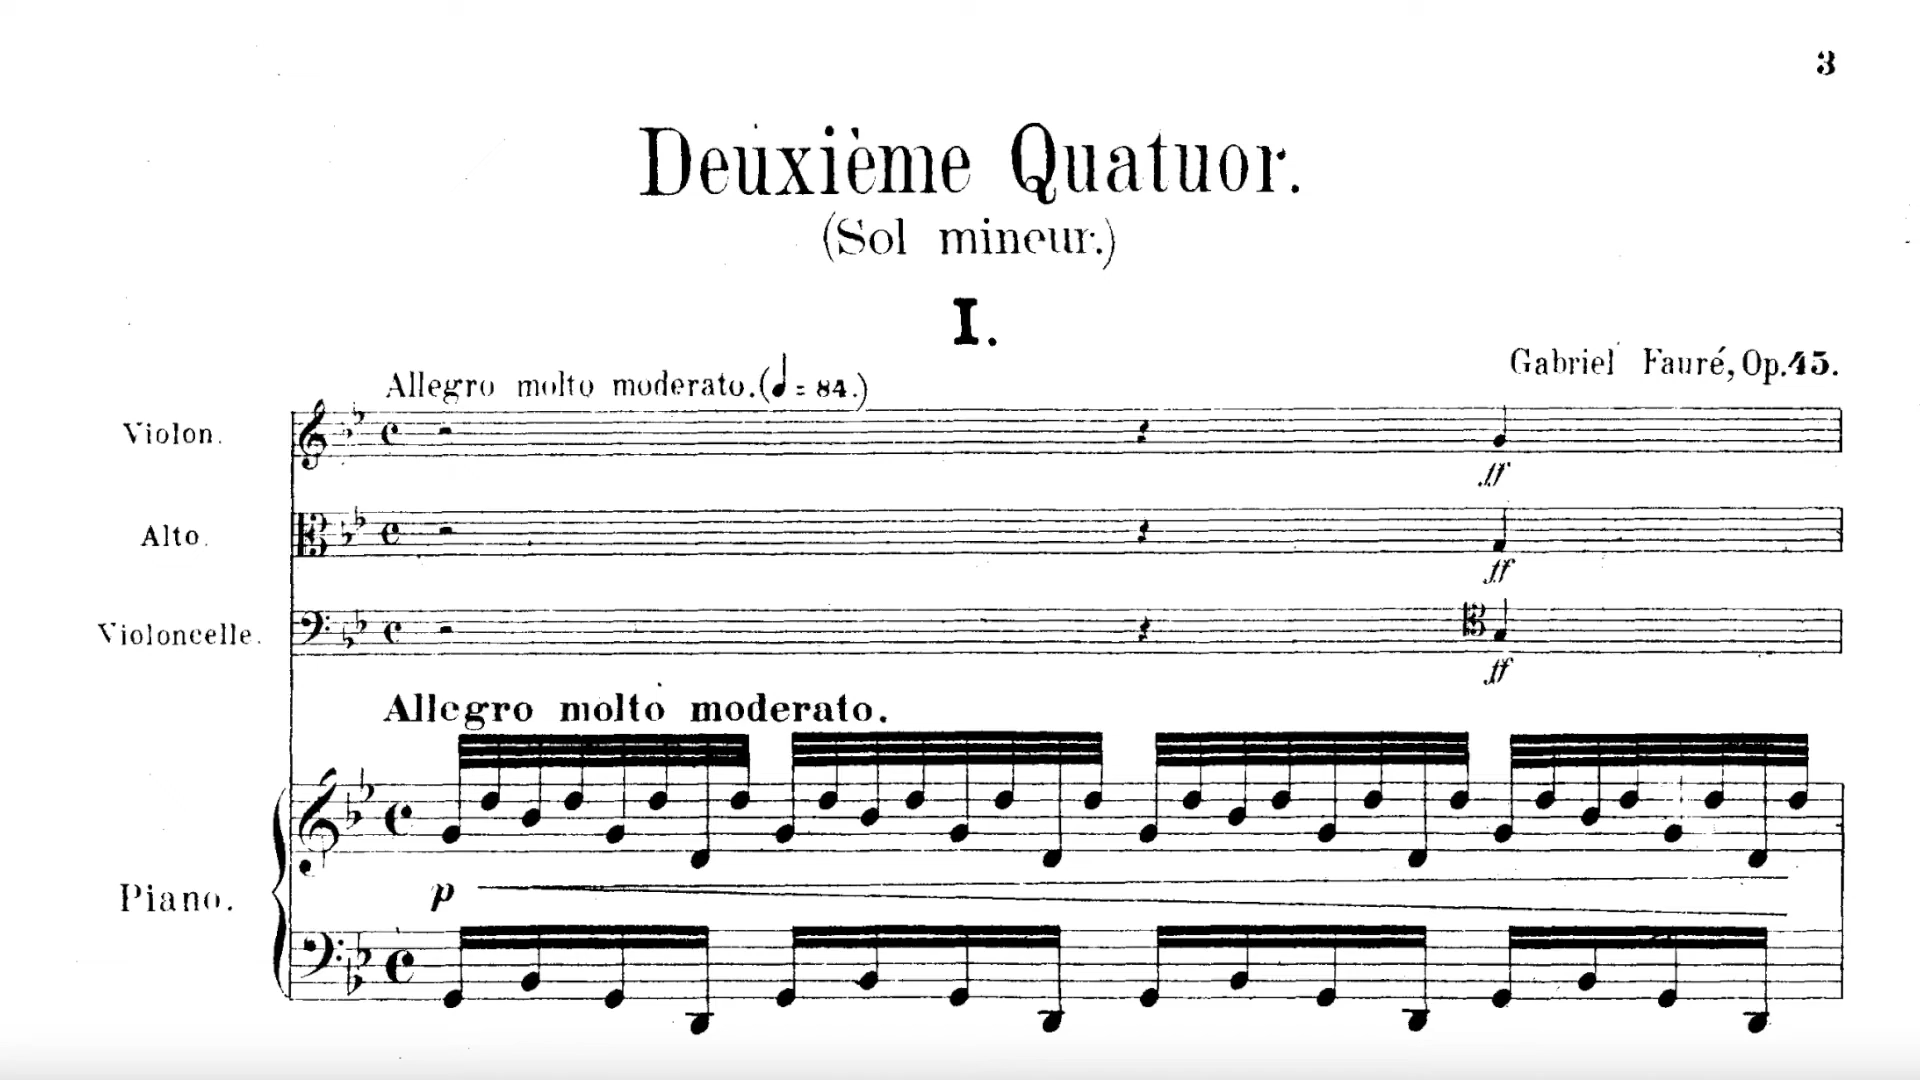 3
Deuxième Quatuor.
(Sol mineur.)
I.
Gabriel Fauré, Op.45.
Allegro molto moderato. (♩ = 84.)
Violon.
ff
Alto.
ff
Violoncelle.
ff
Allegro molto moderato.
Piano.
p